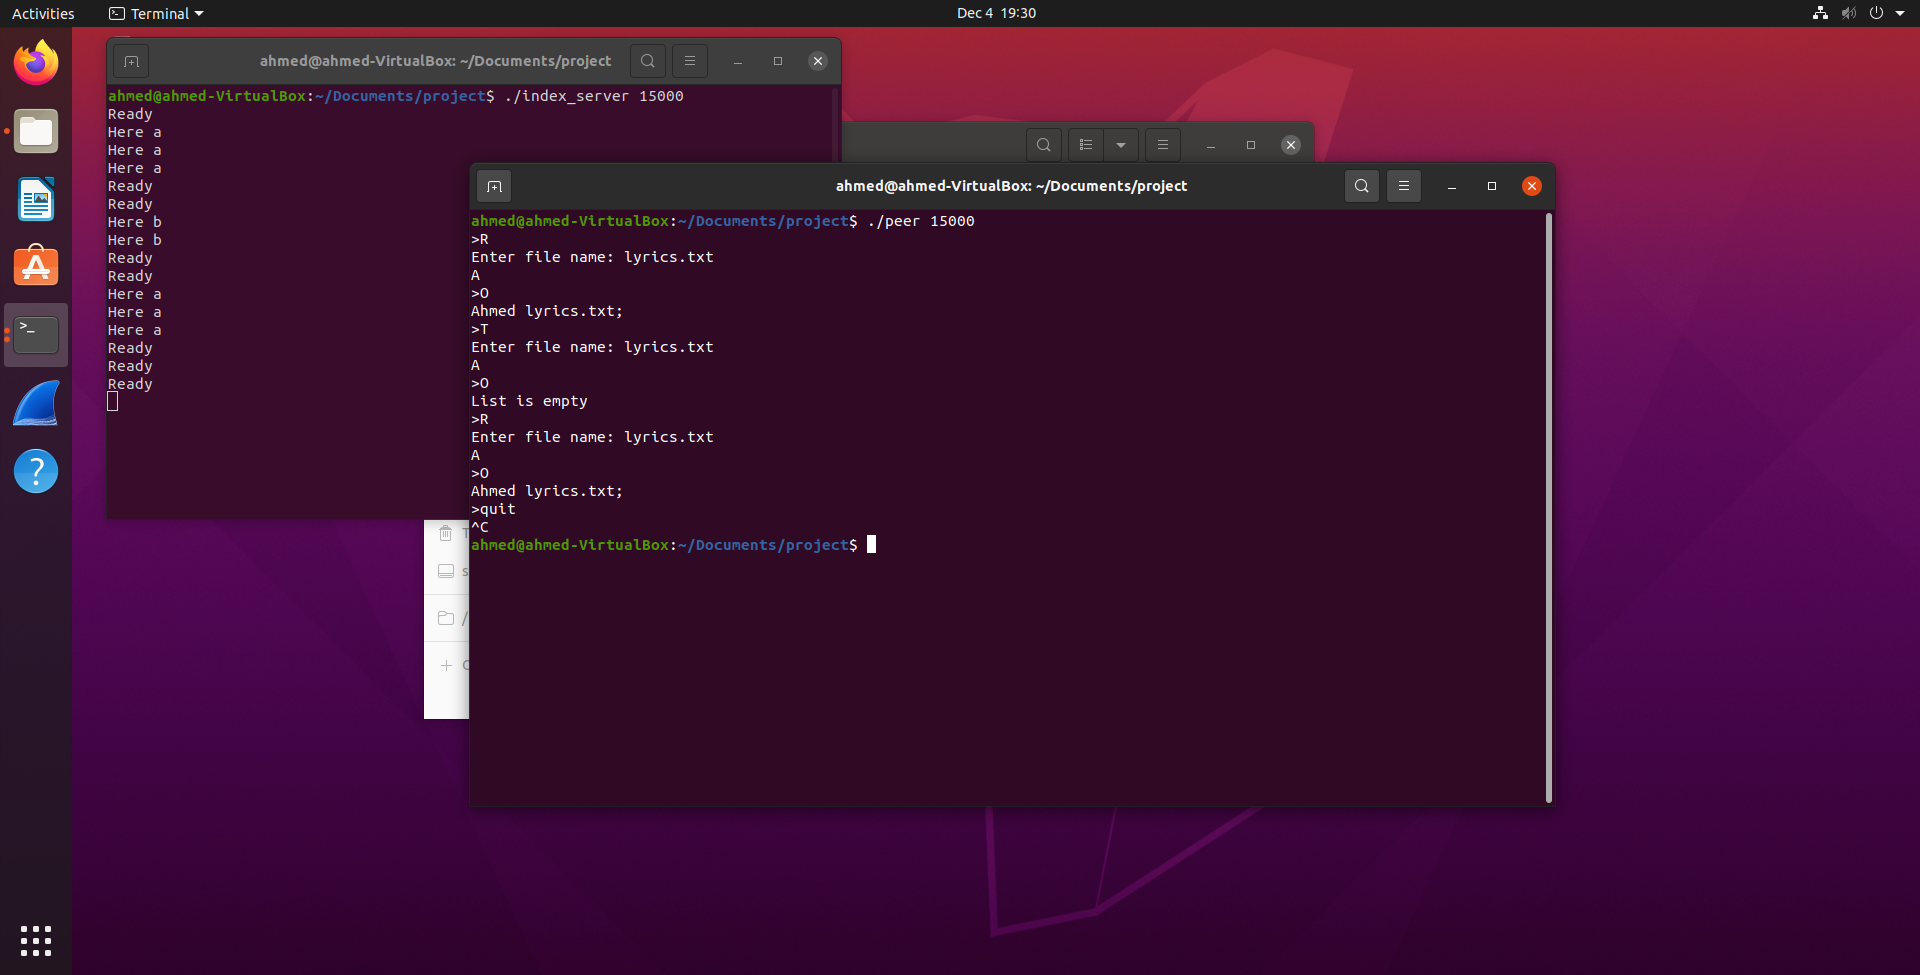 Activities
Terminal
Dec 4 19:30
ahmed@ahmed-VirtualBox: ~/Documents/project
ahmed@ahmed-VirtualBox:~/Documents/project$ ./index_server 15000
Ready
Here a
Here a
Here a
Ready
Ready
Here b
Here b
Ready
Ready
Here a
Here a
Here a
Ready
Ready
Ready
ahmed@ahmed-VirtualBox: ~/Documents/project
ahmed@ahmed-VirtualBox:~/Documents/project$ ./peer 15000
>R
Enter file name: lyrics.txt
A
>O
Ahmed lyrics.txt;
>T
Enter file name: lyrics.txt
A
>O
List is empty
>R
Enter file name: lyrics.txt
A
>O
Ahmed lyrics.txt;
>quit
^C
ahmed@ahmed-VirtualBox:~/Documents/project$